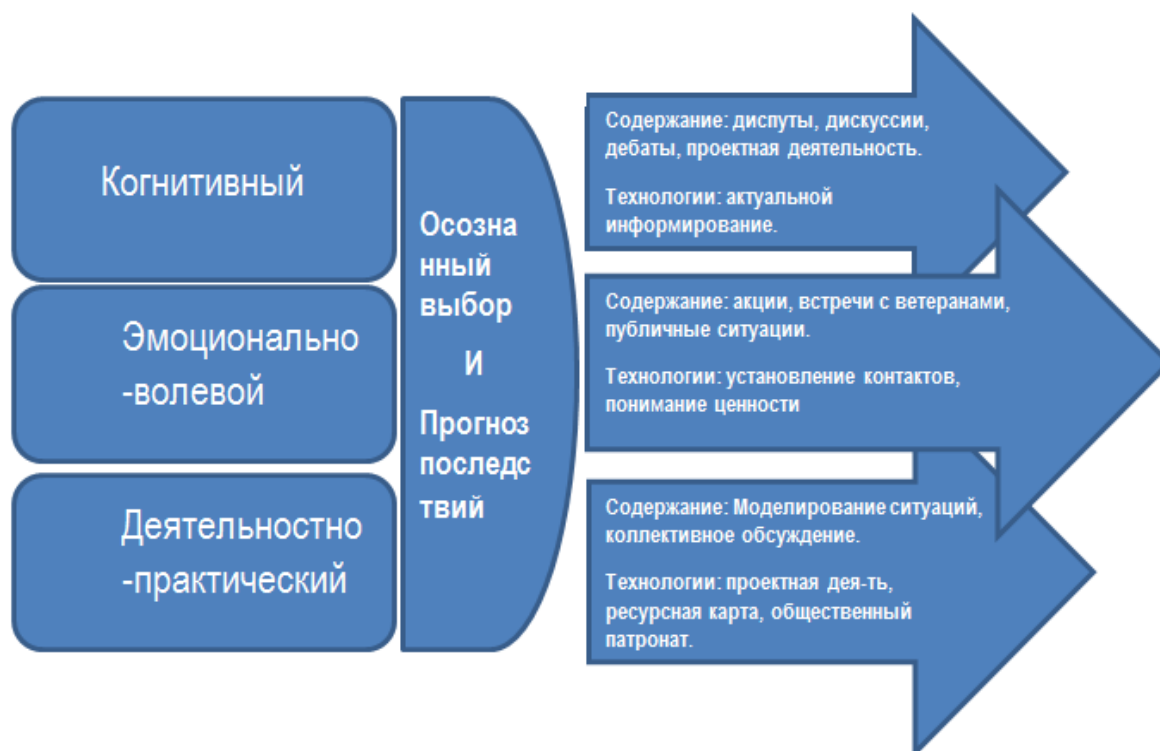 Когнитивный
Эмоционально
-волевой
Деятельностно
-практический
Осозна
нный
выбор
И
Прогноз
последс
твий
Содержание: диспуты, дискуссии,
дебаты, проектная деятельность.
Технологии: актуальной
информирование.
Содержание: акции, встречи с ветеранами,
публичные ситуации.
Технологии: установление контактов,
понимание ценности
Содержание: Моделирование ситуаций,
коллективное обсуждение.
Технологии: проектная дея-ть,
ресурсная карта, общественный
патронат.